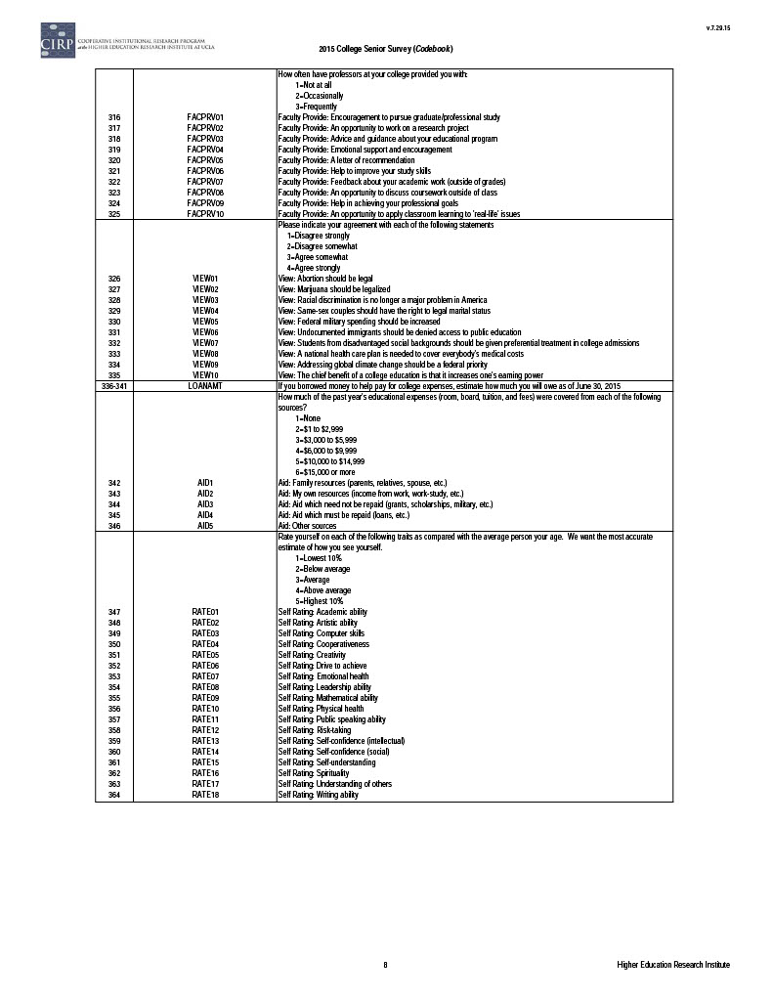 CIRP
COOPERATIVE INSTITUTIONAL RESEARCH PROGRAM
at the HIGHER EDUCATION RESEARCH INSTITUTE AT UCLA
v.7.29.15
2015 College Senior Survey (Codebook)
How often have professors at your college provided you with:
1=Not at all
2=Occasionally
3=Frequently
316 FACPRV01 Faculty Provide: Encouragement to pursue graduate/professional study
317 FACPRV02 Faculty Provide: An opportunity to work on a research project
318 FACPRV03 Faculty Provide: Advice and guidance about your educational program
319 FACPRV04 Faculty Provide: Emotional support and encouragement
320 FACPRV05 Faculty Provide: A letter of recommendation
321 FACPRV06 Faculty Provide: Help to improve your study skills
322 FACPRV07 Faculty Provide: Feedback about your academic work (outside of grades)
323 FACPRV08 Faculty Provide: An opportunity to discuss coursework outside of class
324 FACPRV09 Faculty Provide: Help in achieving your professional goals
325 FACPRV10 Faculty Provide: An opportunity to apply classroom learning to 'real-life' issues
Please indicate your agreement with each of the following statements
1=Disagree strongly
2=Disagree somewhat
3=Agree somewhat
4=Agree strongly
326 VIEW01 View: Abortion should be legal
327 VIEW02 View: Marijuana should be legalized
328 VIEW03 View: Racial discrimination is no longer a major problem in America
329 VIEW04 View: Same-sex couples should have the right to legal marital status
330 VIEW05 View: Federal military spending should be increased
331 VIEW06 View: Undocumented immigrants should be denied access to public education
332 VIEW07 View: Students from disadvantaged social backgrounds should be given preferential treatment in college admissions
333 VIEW08 View: A national health care plan is needed to cover everybody's medical costs
334 VIEW09 View: Addressing global climate change should be a federal priority
335 VIEW10 View: The chief benefit of a college education is that it increases one's earning power
336-341 LOANAMT If you borrowed money to help pay for college expenses, estimate how much you will owe as of June 30, 2015
How much of the past year's educational expenses (room, board, tuition, and fees) were covered from each of the following
sources?
1=None
2=$1 to $2,999
3=$3,000 to $5,999
4=$6,000 to $9,999
5=$10,000 to $14,999
6=$15,000 or more
342 AID1 Aid: Family resources (parents, relatives, spouse, etc.)
343 AID2 Aid: My own resources (income from work, work-study, etc.)
344 AID3 Aid: Aid which need not be repaid (grants, scholarships, military, etc.)
345 AID4 Aid: Aid which must be repaid (loans, etc.)
346 AID5 Aid: Other sources
Rate yourself on each of the following traits as compared with the average person your age. We want the most accurate
estimate of how you see yourself.
1=Lowest 10%
2=Below average
3=Average
4=Above average
5=Highest 10%
347 RATE01 Self Rating: Academic ability
348 RATE02 Self Rating: Artistic ability
349 RATE03 Self Rating: Computer skills
350 RATE04 Self Rating: Cooperativeness
351 RATE05 Self Rating: Creativity
352 RATE06 Self Rating: Drive to achieve
353 RATE07 Self Rating: Emotional health
354 RATE08 Self Rating: Leadership ability
355 RATE09 Self Rating: Mathematical ability
356 RATE10 Self Rating: Physical health
357 RATE11 Self Rating: Public speaking ability
358 RATE12 Self Rating: Risk-taking
359 RATE13 Self Rating: Self-confidence (intellectual)
360 RATE14 Self Rating: Self-confidence (social)
361 RATE15 Self Rating: Self-understanding
362 RATE16 Self Rating: Spirituality
363 RATE17 Self Rating: Understanding of others
364 RATE18 Self Rating: Writing ability
8
Higher Education Research Institute